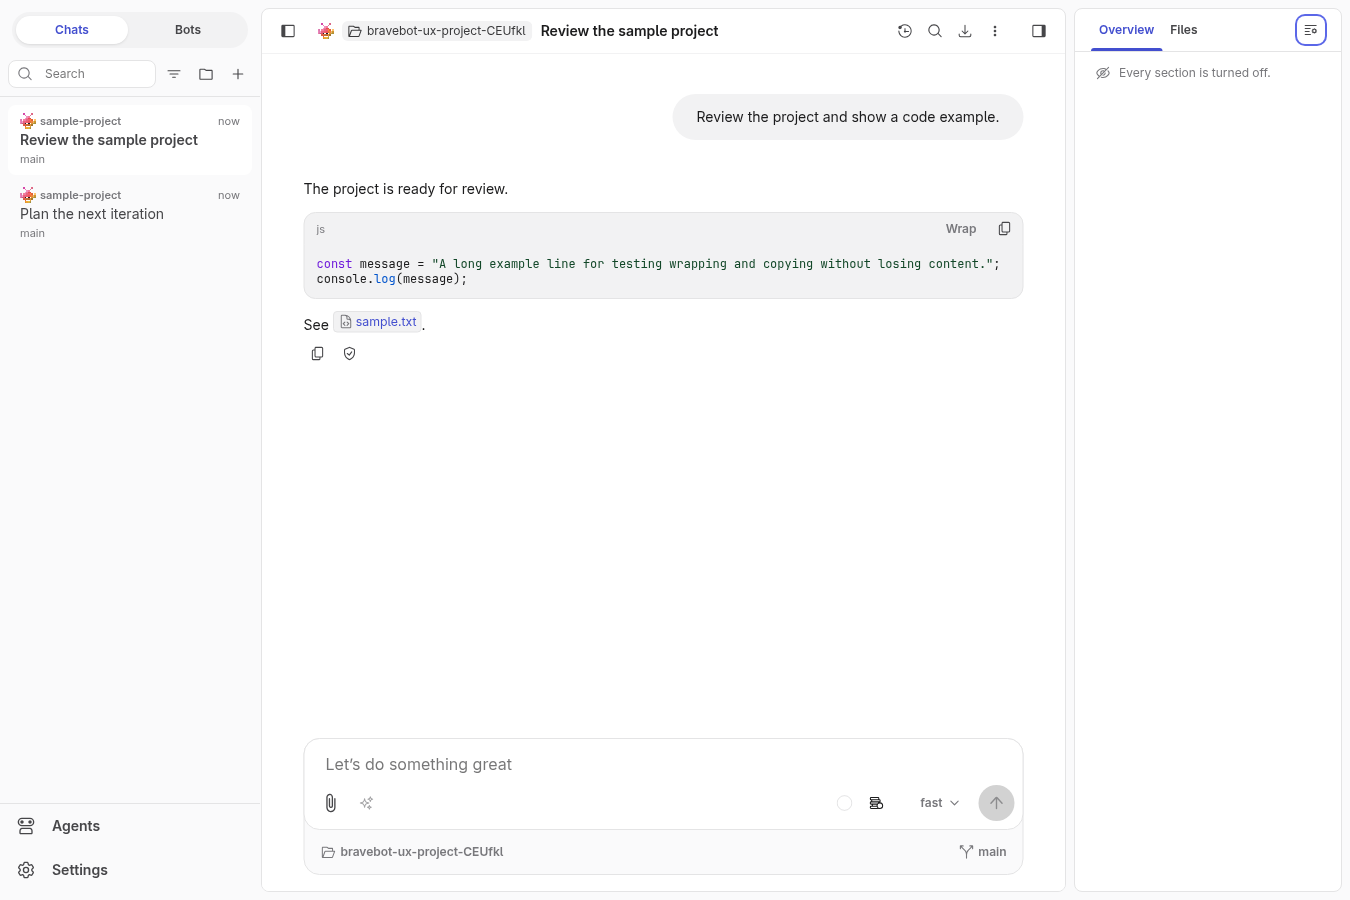 Chats
Bots
Search
sample-project
now
Review the sample project
main
sample-project
now
Plan the next iteration
main
Agents
Settings
bravebot-ux-project-CEUfkl
Review the sample project
Review the project and show a code example.
The project is ready for review.
js
Wrap
const message = "A long example line for testing wrapping and copying without losing content.";
console.log(message);
See sample.txt.
Let's do something great
fast
bravebot-ux-project-CEUfkl
main
Overview
Files
Every section is turned off.